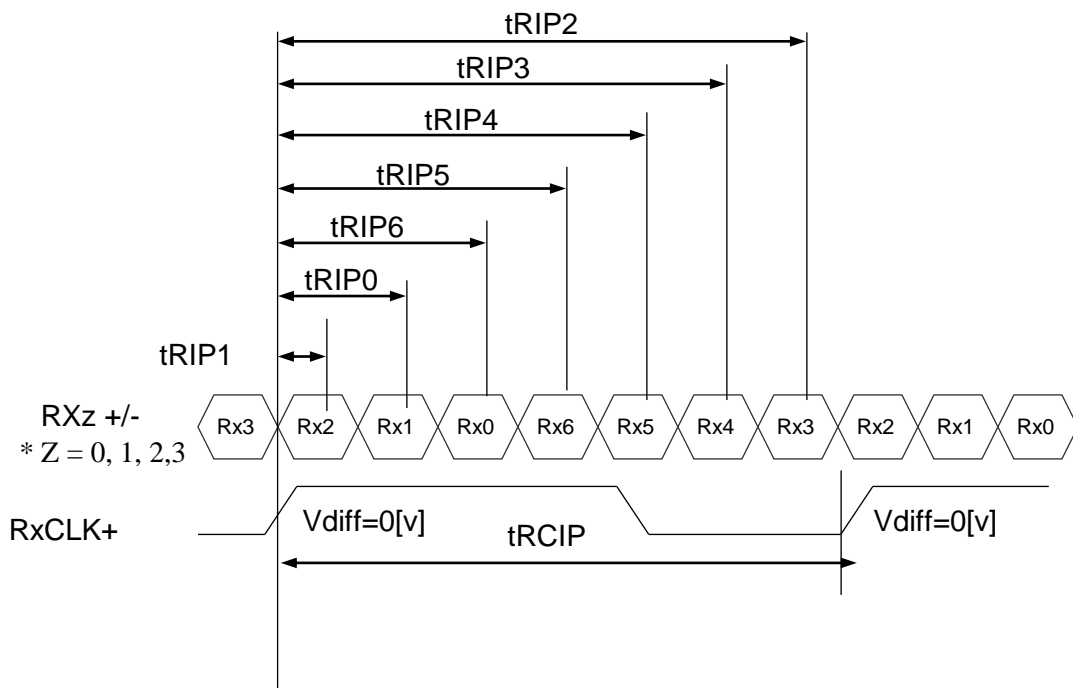 tRIP2
tRIP3
tRIP4
tRIP5
tRIP6
tRIP0
tRIP1
RXz +/-
* Z = 0, 1, 2,3
Rx3 Rx2 Rx1 Rx0 Rx6 Rx5 Rx4 Rx3 Rx2 Rx1 Rx0
RxCLK+
Vdiff=0[v] Vdiff=0[v]
tRCIP